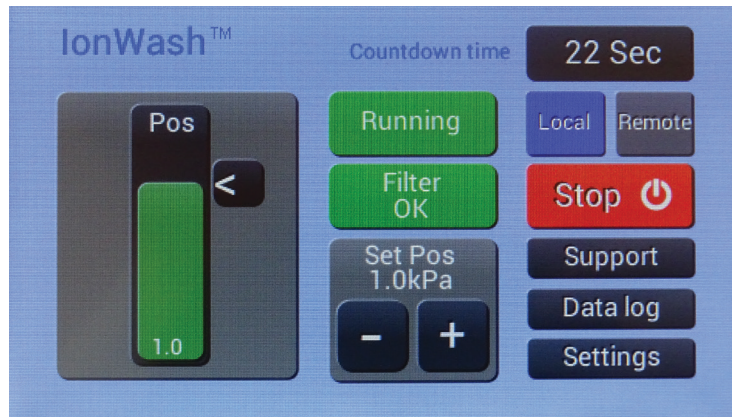 IonWash™
Countdown time
22 Sec
Pos
<
1.0
Running
Filter
OK
Set Pos
1.0kPa
-
+
Local
Remote
Stop
Support
Data log
Settings